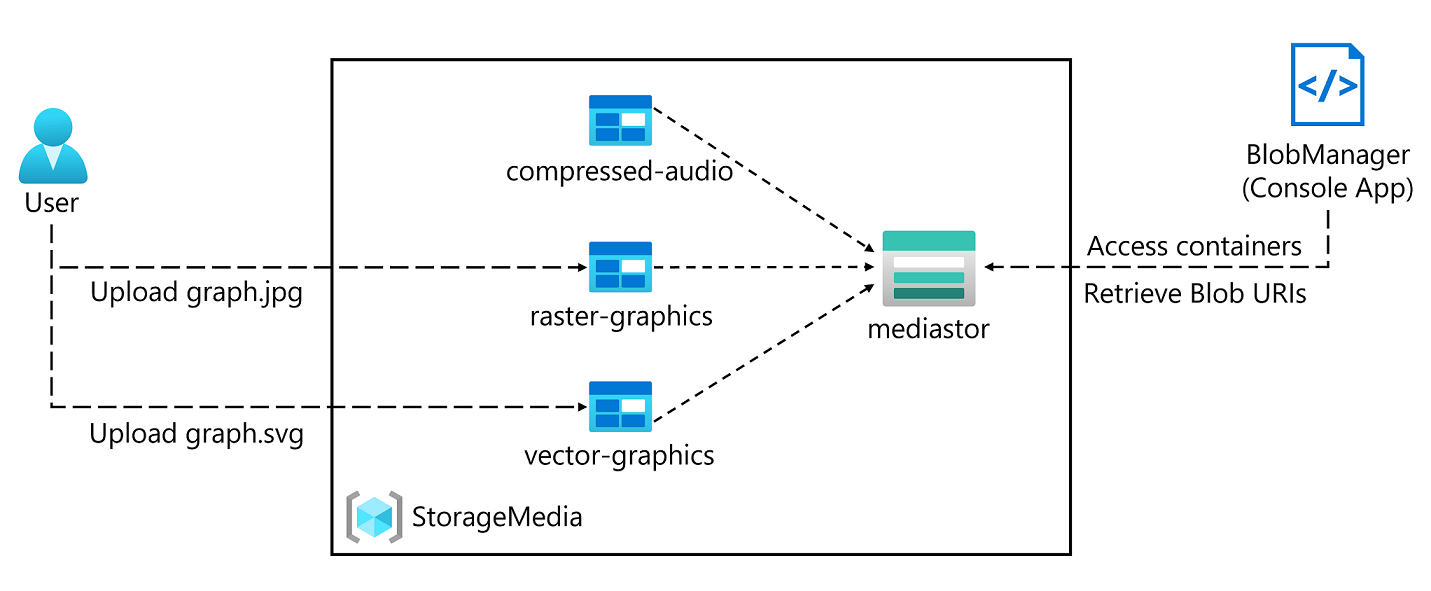 User
Upload graph.jpg
Upload graph.svg
compressed-audio
raster-graphics
vector-graphics
StorageMedia
mediastor
Access containers
Retrieve Blob URIs
</>
BlobManager
(Console App)